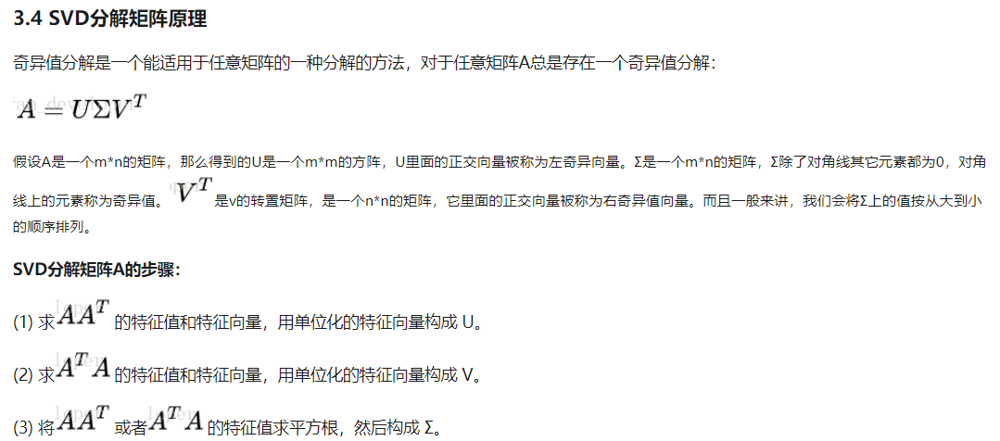 3.4 SVD分解矩阵原理
奇异值分解是一个能适用于任意矩阵的一种分解的方法，对于任意矩阵A总是存在一个奇异值分解：
A = UΣV^T
假设A是一个m*n的矩阵，那么得到的U是一个m*m的方阵，U里面的正交向量被称为左奇异向量。Σ是一个m*n的矩阵，Σ除了对角线其它元素都为0，对角
线上的元素称为奇异值。 V^T 是v的转置矩阵，是一个n*n的矩阵，它里面的正交向量被称为右奇异值向量。而且一般来讲，我们会将Σ上的值按从大到小
的顺序排列。
SVD分解矩阵A的步骤：
(1) 求 AA^T 的特征值和特征向量，用单位化的特征向量构成 U。
(2) 求 A^T A 的特征值和特征向量，用单位化的特征向量构成 V。
(3) 将 AA^T 或者 A^T A 的特征值求平方根，然后构成 Σ。